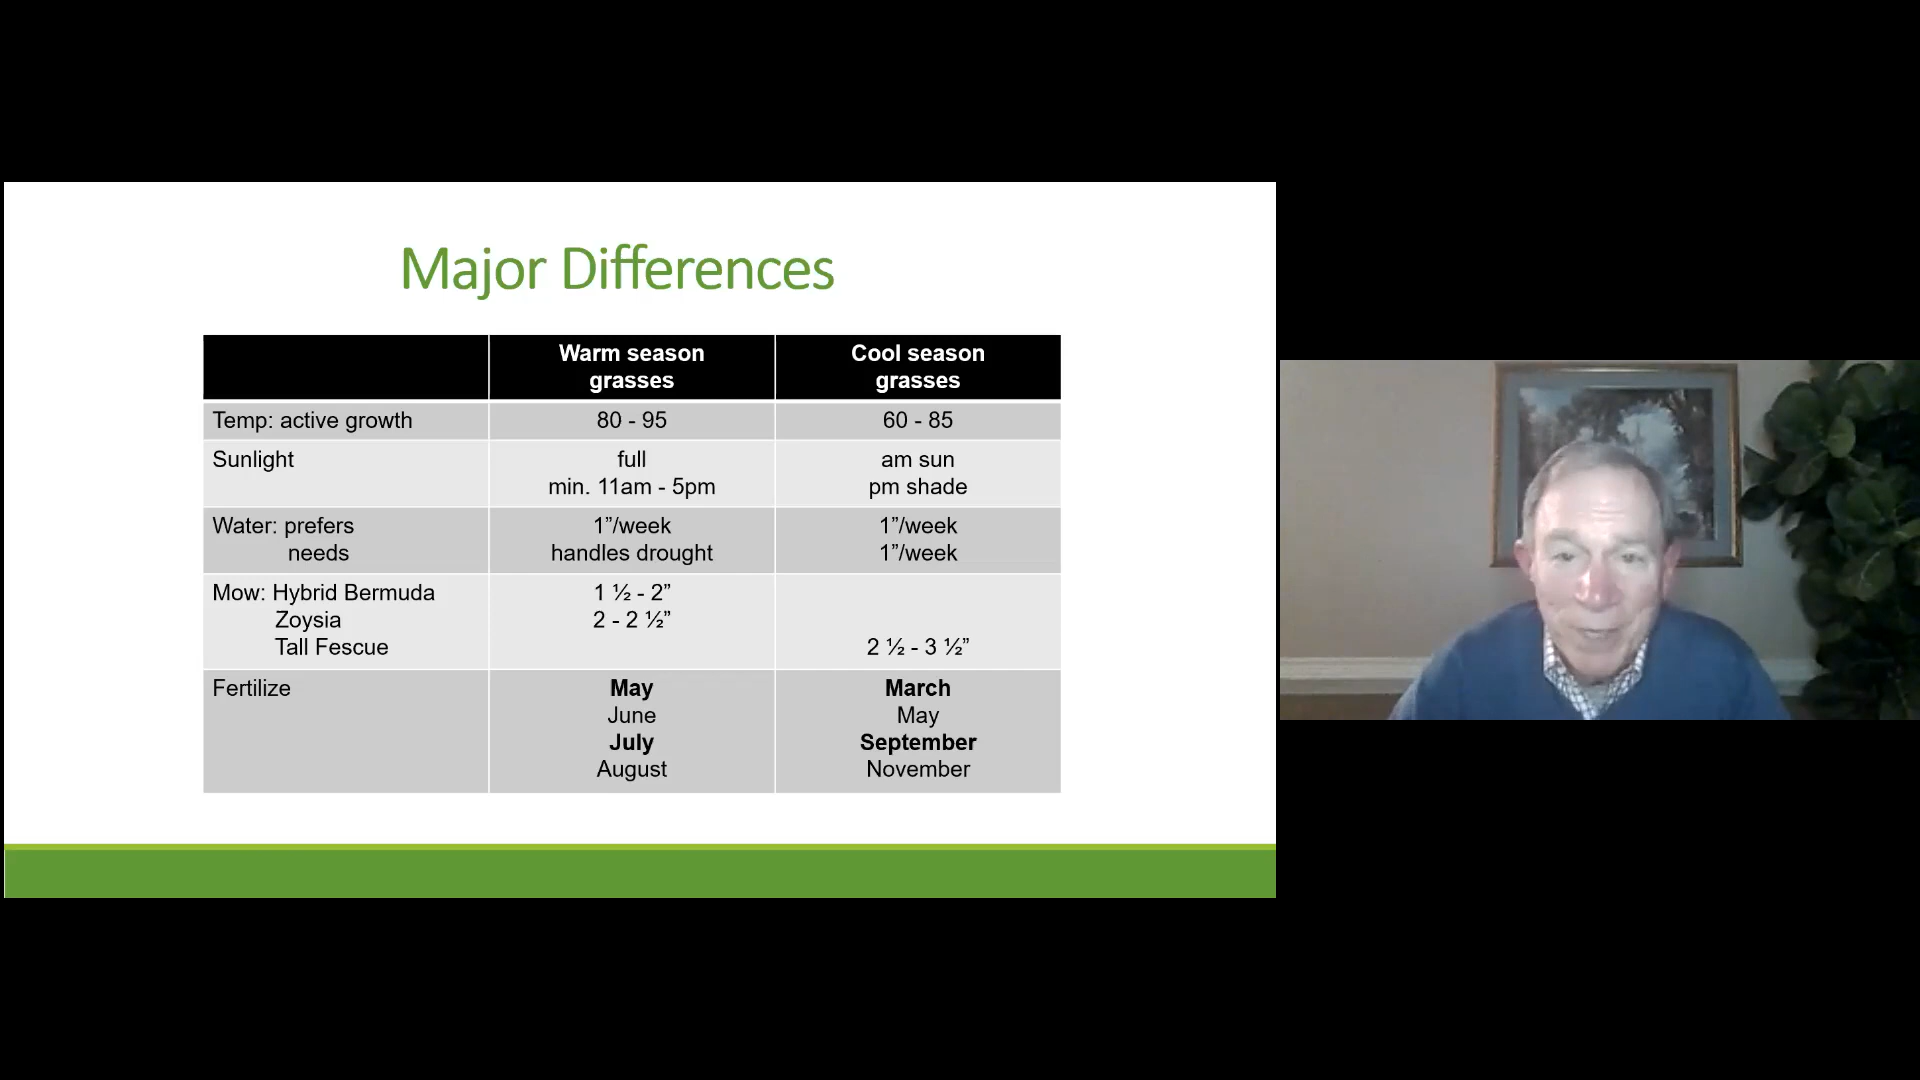 Major Differences
Warm season grasses
Cool season grasses
Temp: active growth
80 - 95
60 - 85
Sunlight
full
min. 11am - 5pm
am sun
pm shade
Water: prefers
needs
1”/week
handles drought
1”/week
1”/week
Mow: Hybrid Bermuda
Zoysia
Tall Fescue
1 ½ - 2”
2 - 2 ½”
2 ½ - 3 ½”
Fertilize
May
June
July
August
March
May
September
November